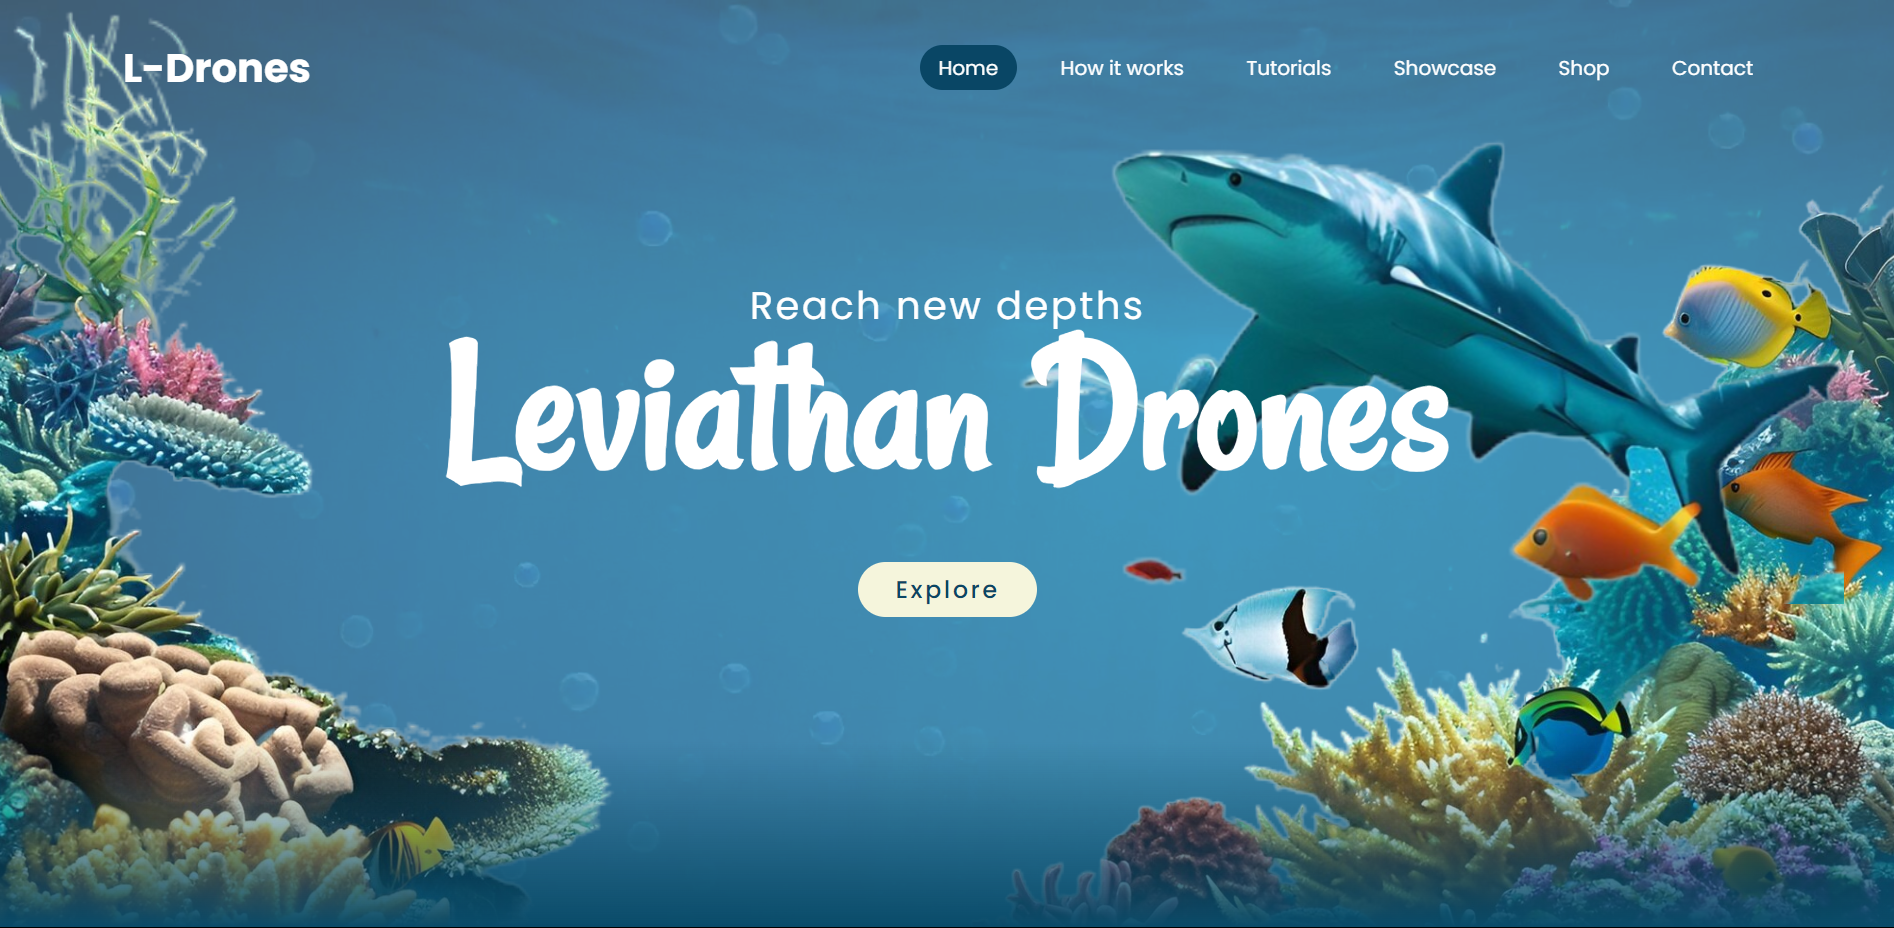 L-Drones
Home How it works Tutorials Showcase Shop Contact
Reach new depths
Leviathan Drones
Explore